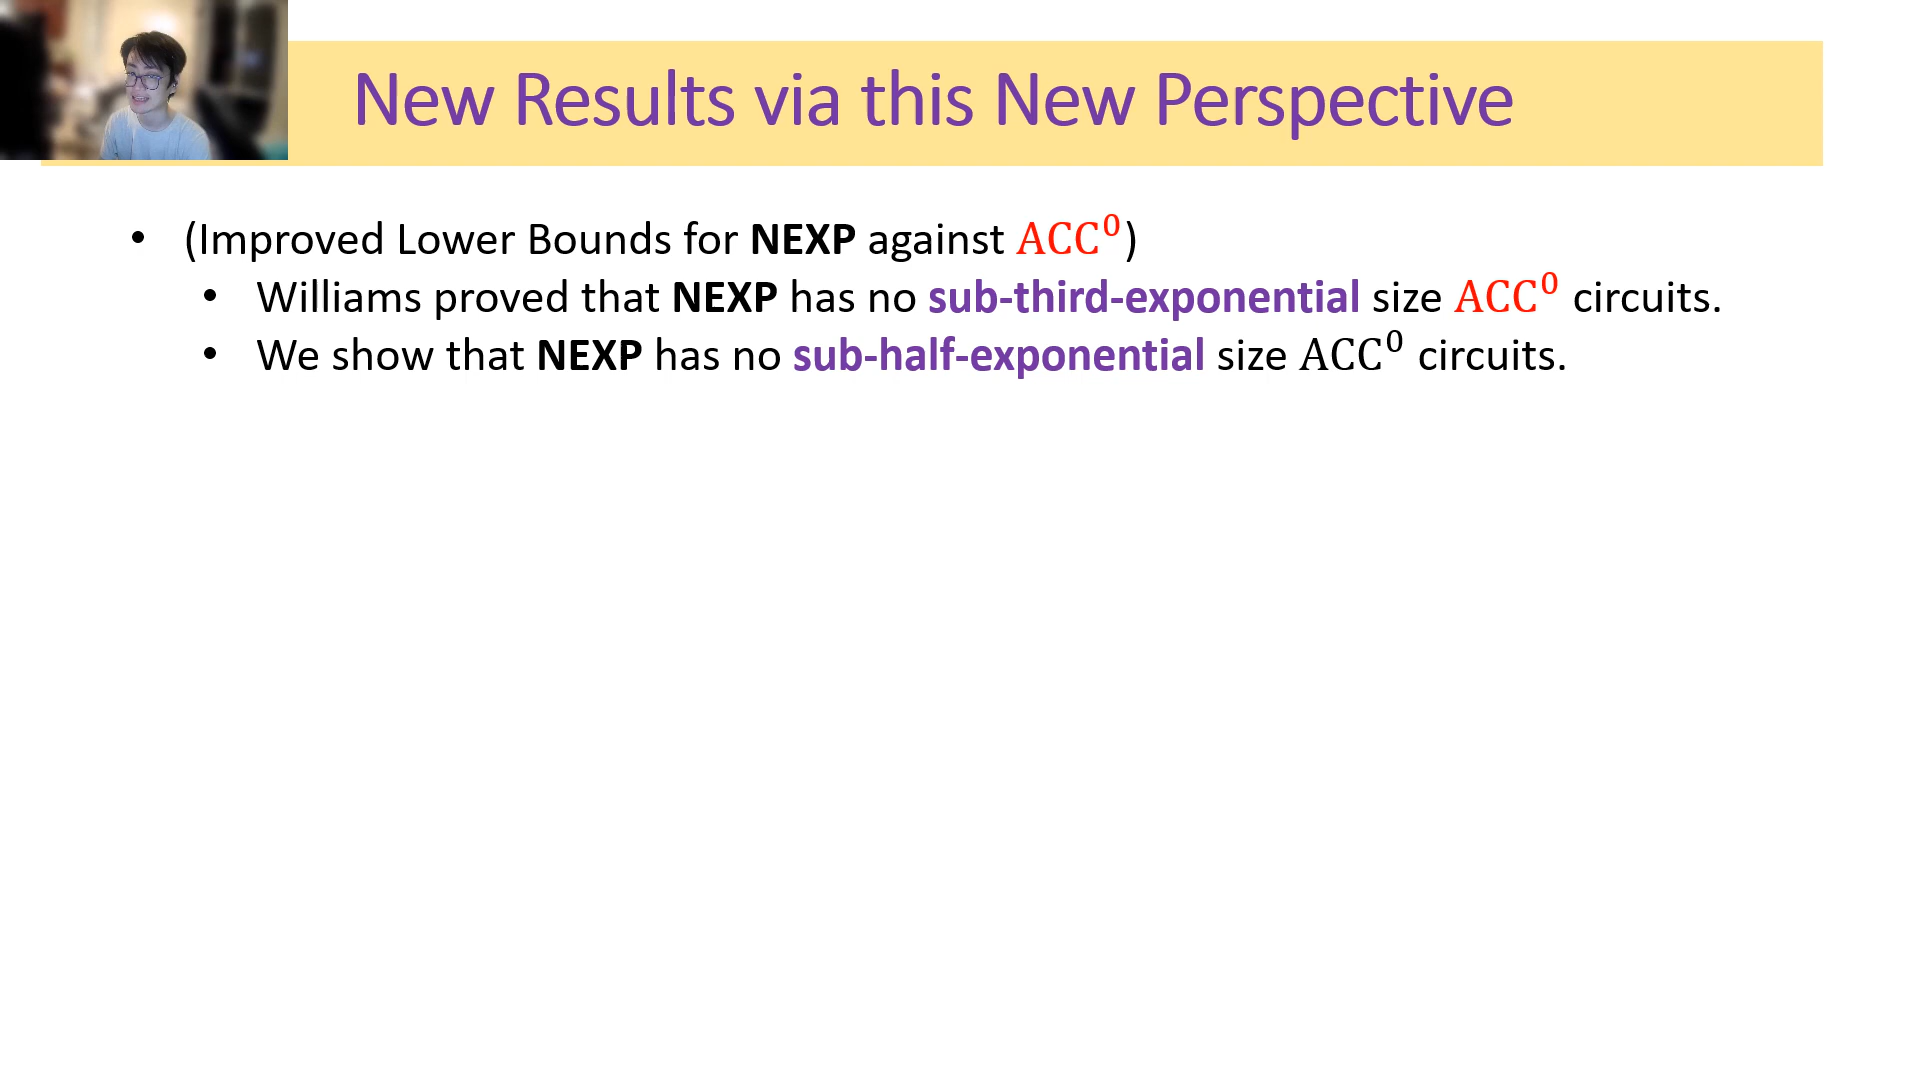 New Results via this New Perspective
• (Improved Lower Bounds for NEXP against ACC⁰)
• Williams proved that NEXP has no sub-third-exponential size ACC⁰ circuits.
• We show that NEXP has no sub-half-exponential size ACC⁰ circuits.